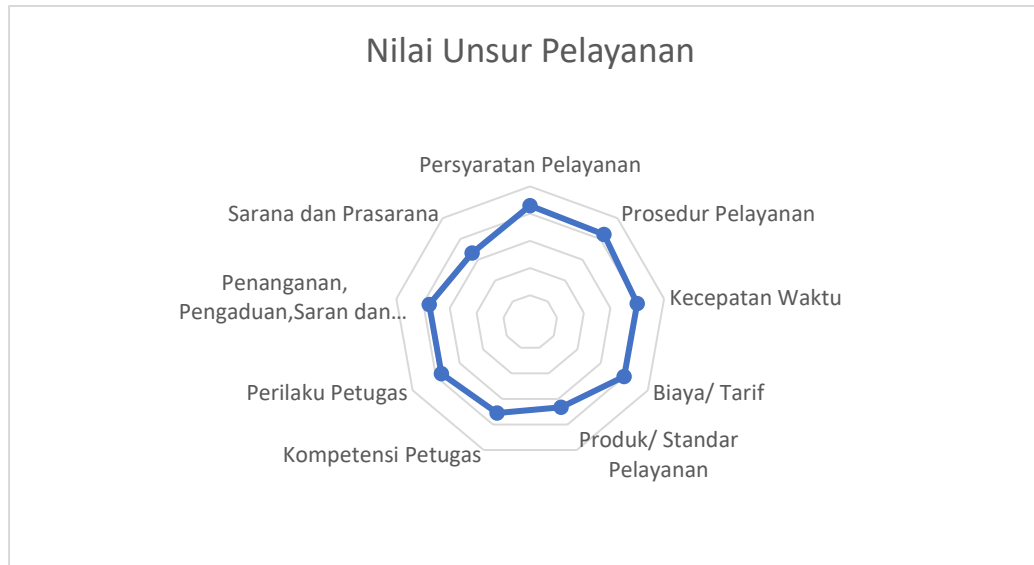 Nilai Unsur Pelayanan
Persyaratan Pelayanan
Prosedur Pelayanan
Kecepatan Waktu
Biaya/ Tarif
Produk/ Standar
Pelayanan
Kompetensi Petugas
Perilaku Petugas
Penanganan,
Pengaduan,Saran dan...
Sarana dan Prasarana